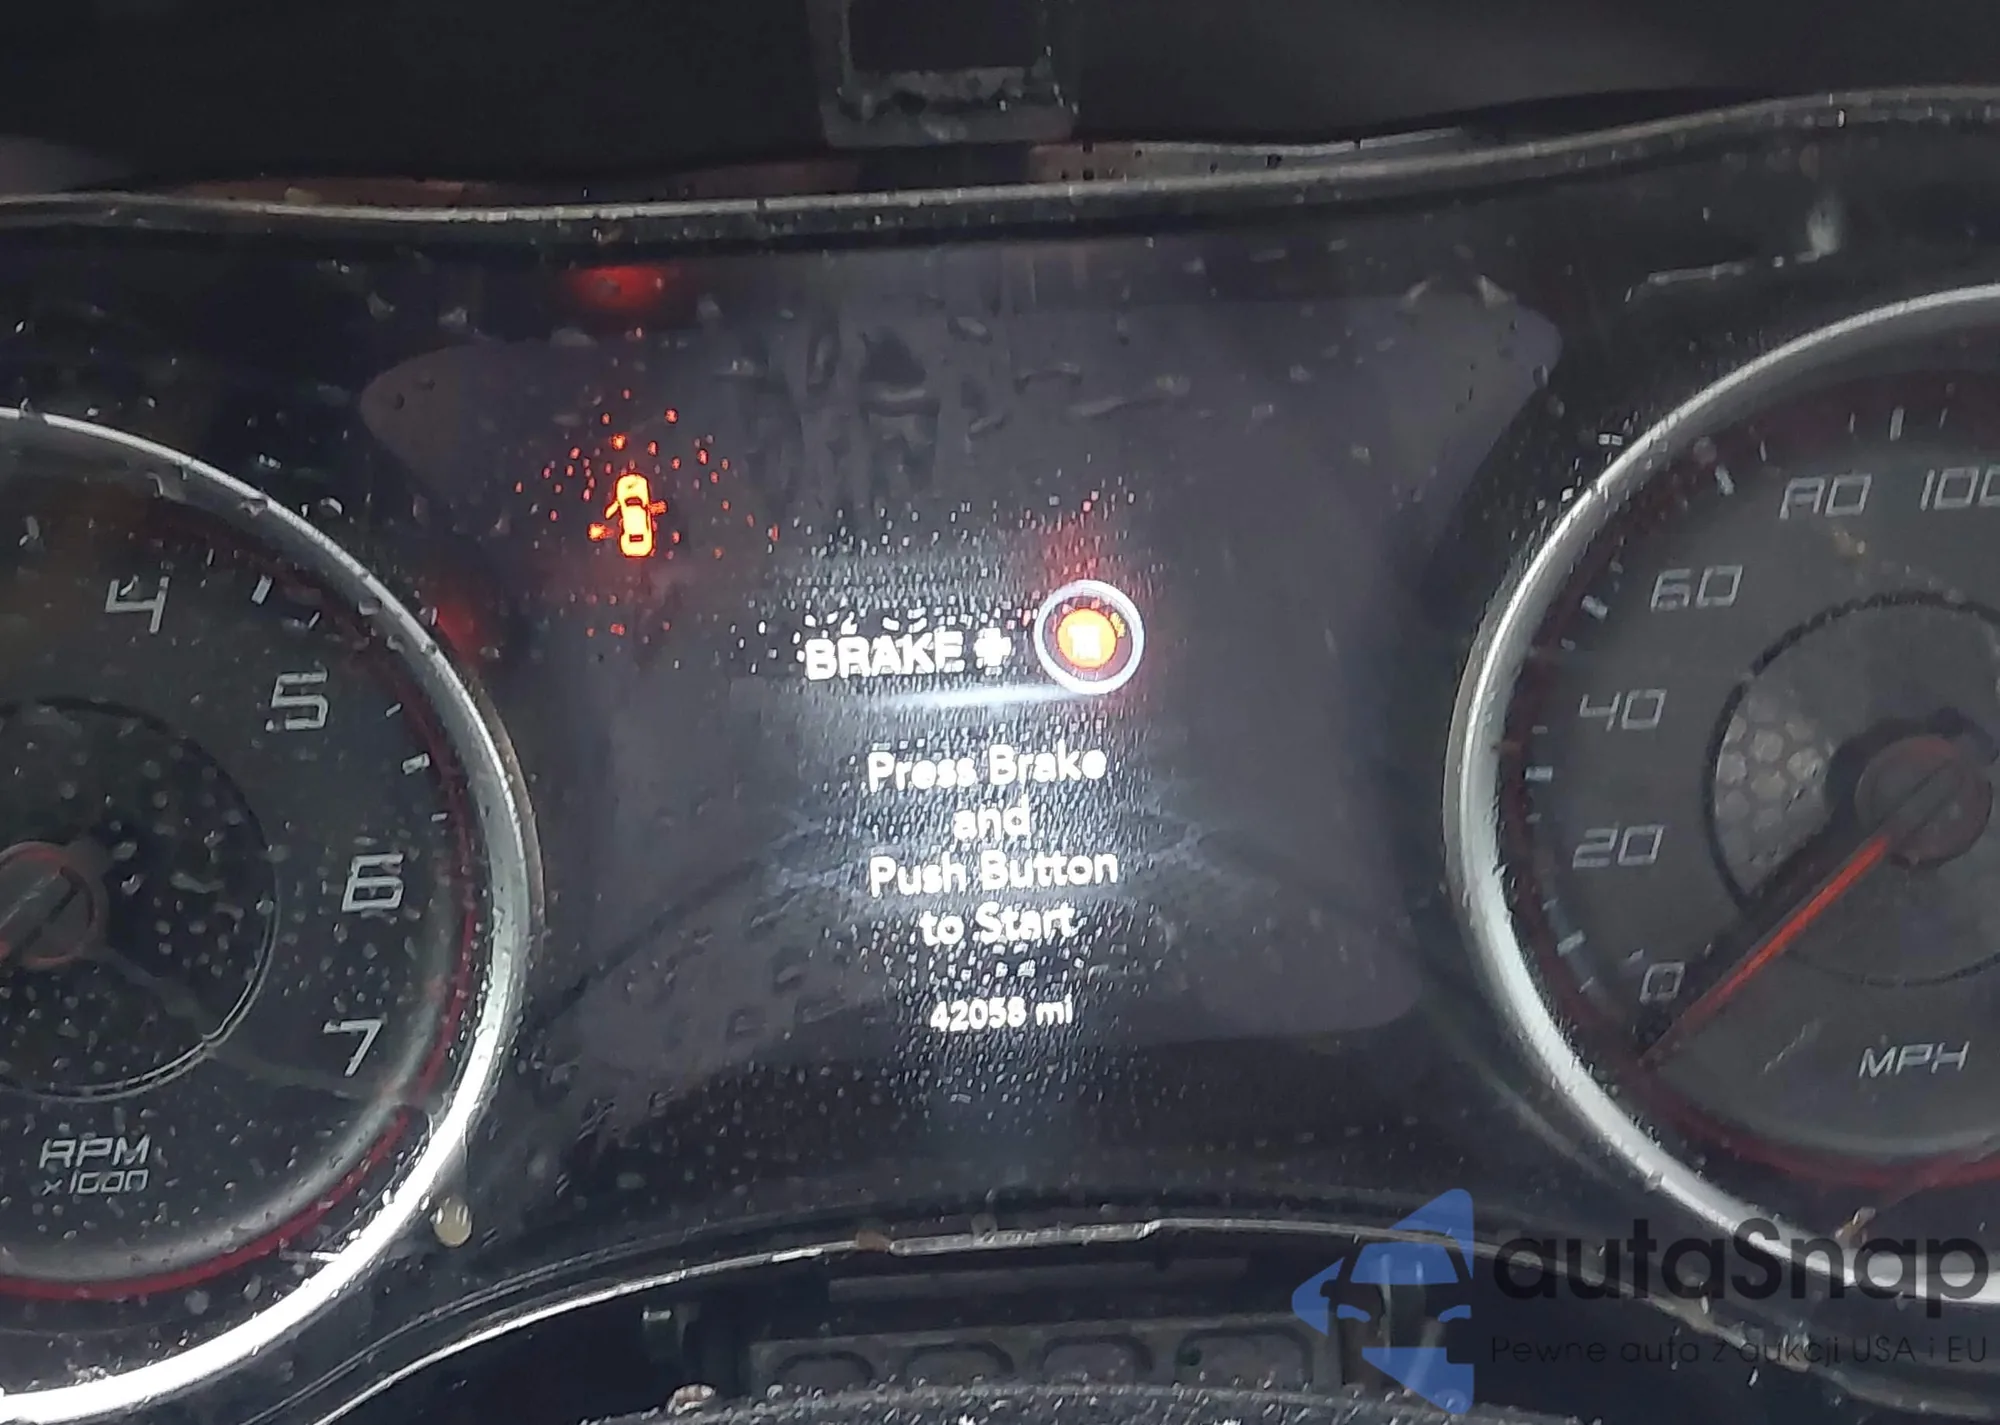 4
5
6
7
RPM
x1000
BRAKE +
Press Brake
and
Push Button
to Start
42058 mi
0
20
40
60
80
100
MPH
autaSnap
Pewne auta z aukcji USA i EU